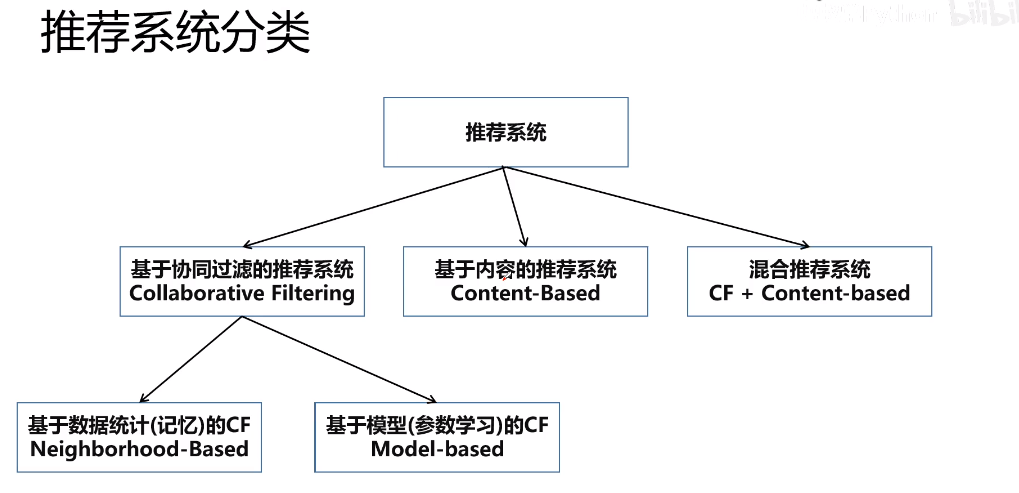 推荐系统分类
bilibili
推荐系统
基于协同过滤的推荐系统
Collaborative Filtering
基于内容的推荐系统
Content-Based
混合推荐系统
CF + Content-based
基于数据统计(记忆)的CF
Neighborhood-Based
基于模型(参数学习)的CF
Model-based